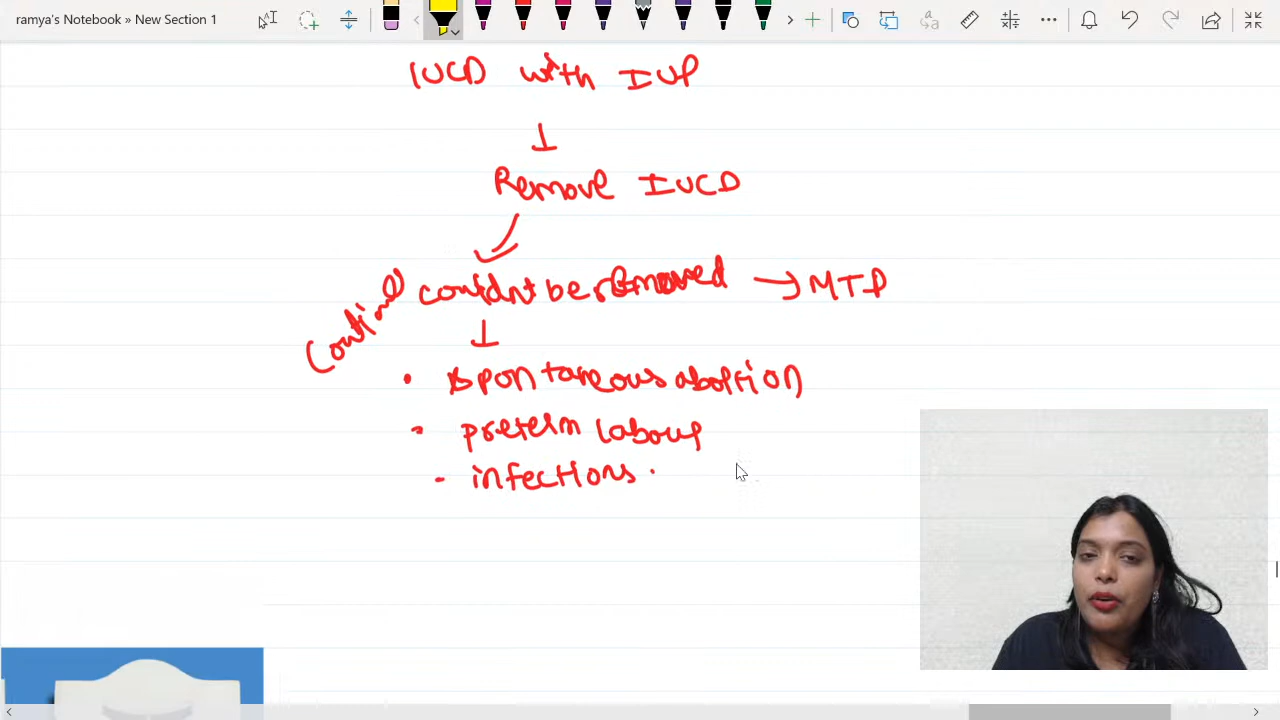 ramya's Notebook » New Section 1
IUCD with IUP
Remove IUCD
couldnt be removed → MTP
Continue
• spontaneous abortion
- preterm labour
- infections.